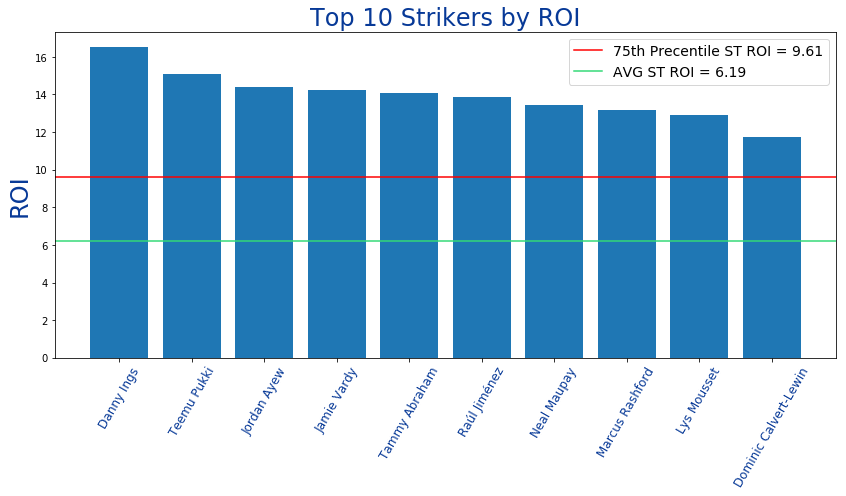 Top 10 Strikers by ROI
75th Precentile ST ROI = 9.61
AVG ST ROI = 6.19
ROI
16
14
12
10
8
6
4
2
0
Danny Ings
Teemu Pukki
Jordan Ayew
Jamie Vardy
Tammy Abraham
Raúl Jiménez
Neal Maupay
Marcus Rashford
Lys Mousset
Dominic Calvert-Lewin